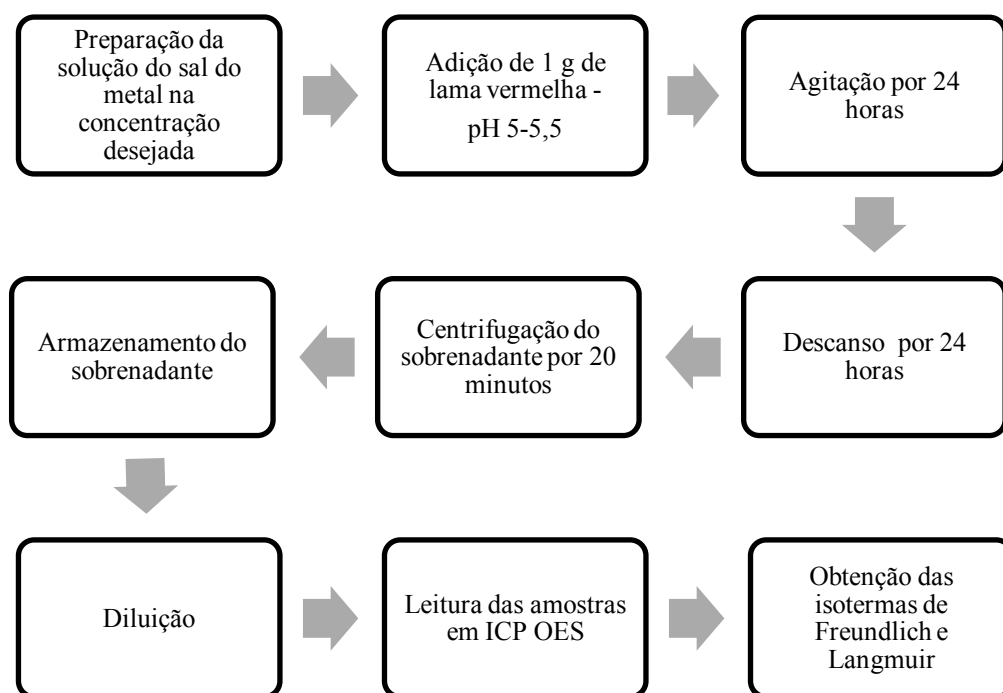 Preparação da
solução do sal do
metal na
concentração
desejada
Adição de 1 g de
lama vermelha -
pH 5-5,5
Agitação por 24
horas
Descanso por 24
horas
Centrifugação do
sobrenadante por 20
minutos
Armazenamento do
sobrenadante
Diluição
Leitura das amostras
em ICP OES
Obtenção das
isotermas de
Freundlich e
Langmuir